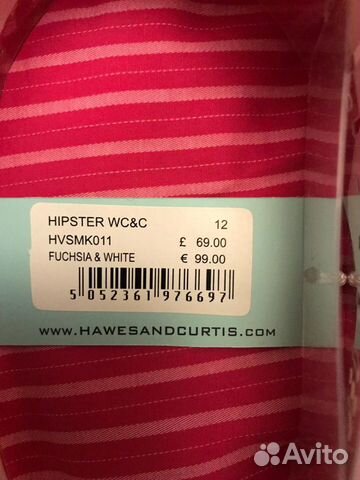 HIPSTER WC&C 12
HVSMK011 £ 69.00
FUCHSIA & WHITE € 99.00
5 052361 976697
WWW.HAWESANDCURTIS.COM
Avito